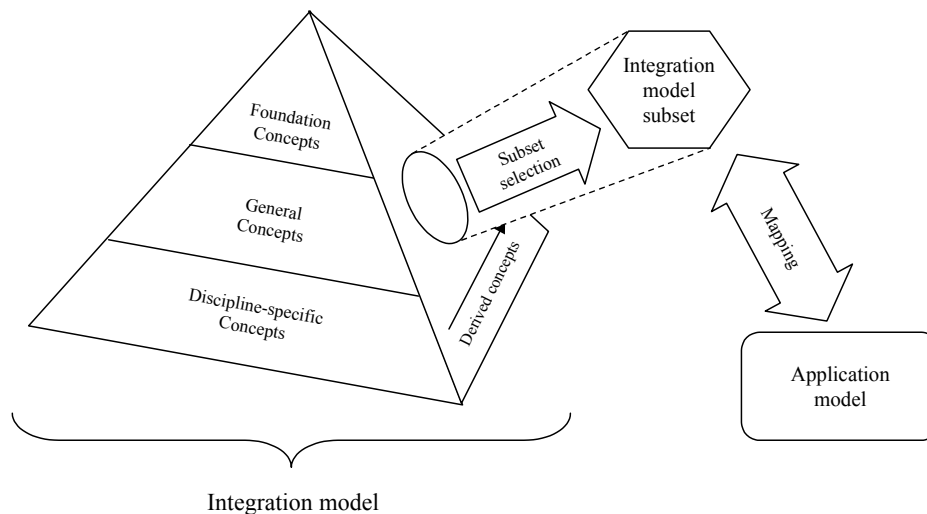 Foundation
Concepts
General
Concepts
Discipline-specific
Concepts
Derived concepts
Subset
selection
Integration
model
subset
Mapping
Application
model
Integration model